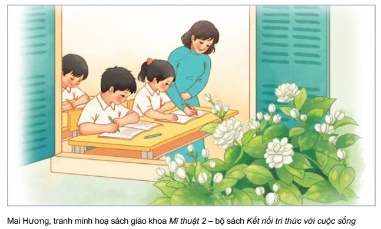 Mai Hương, tranh minh hoạ sách giáo khoa Mĩ thuật 2 – bộ sách Kết nối tri thức với cuộc sống